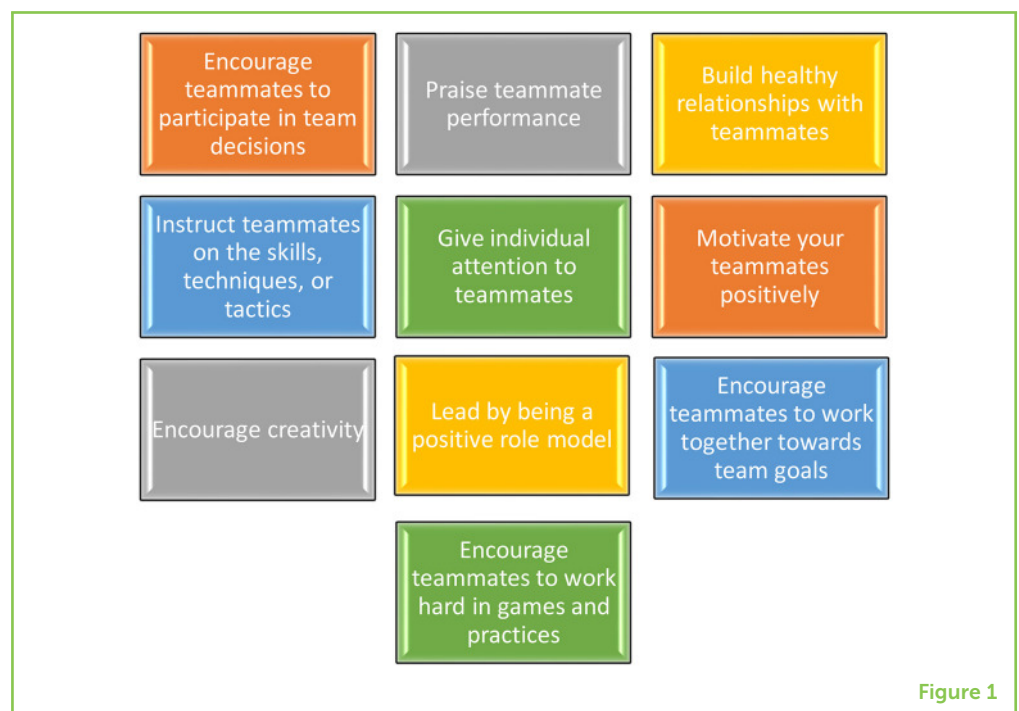 Encourage
teammates to
participate in team
decisions
Praise teammate
performance
Build healthy
relationships with
teammates
Instruct teammates
on the skills,
techniques, or
tactics
Give individual
attention to
teammates
Motivate your
teammates
positively
Encourage creativity
Lead by being a
positive role model
Encourage
teammates to work
together towards
team goals
Encourage
teammates to work
hard in games and
practices
Figure 1